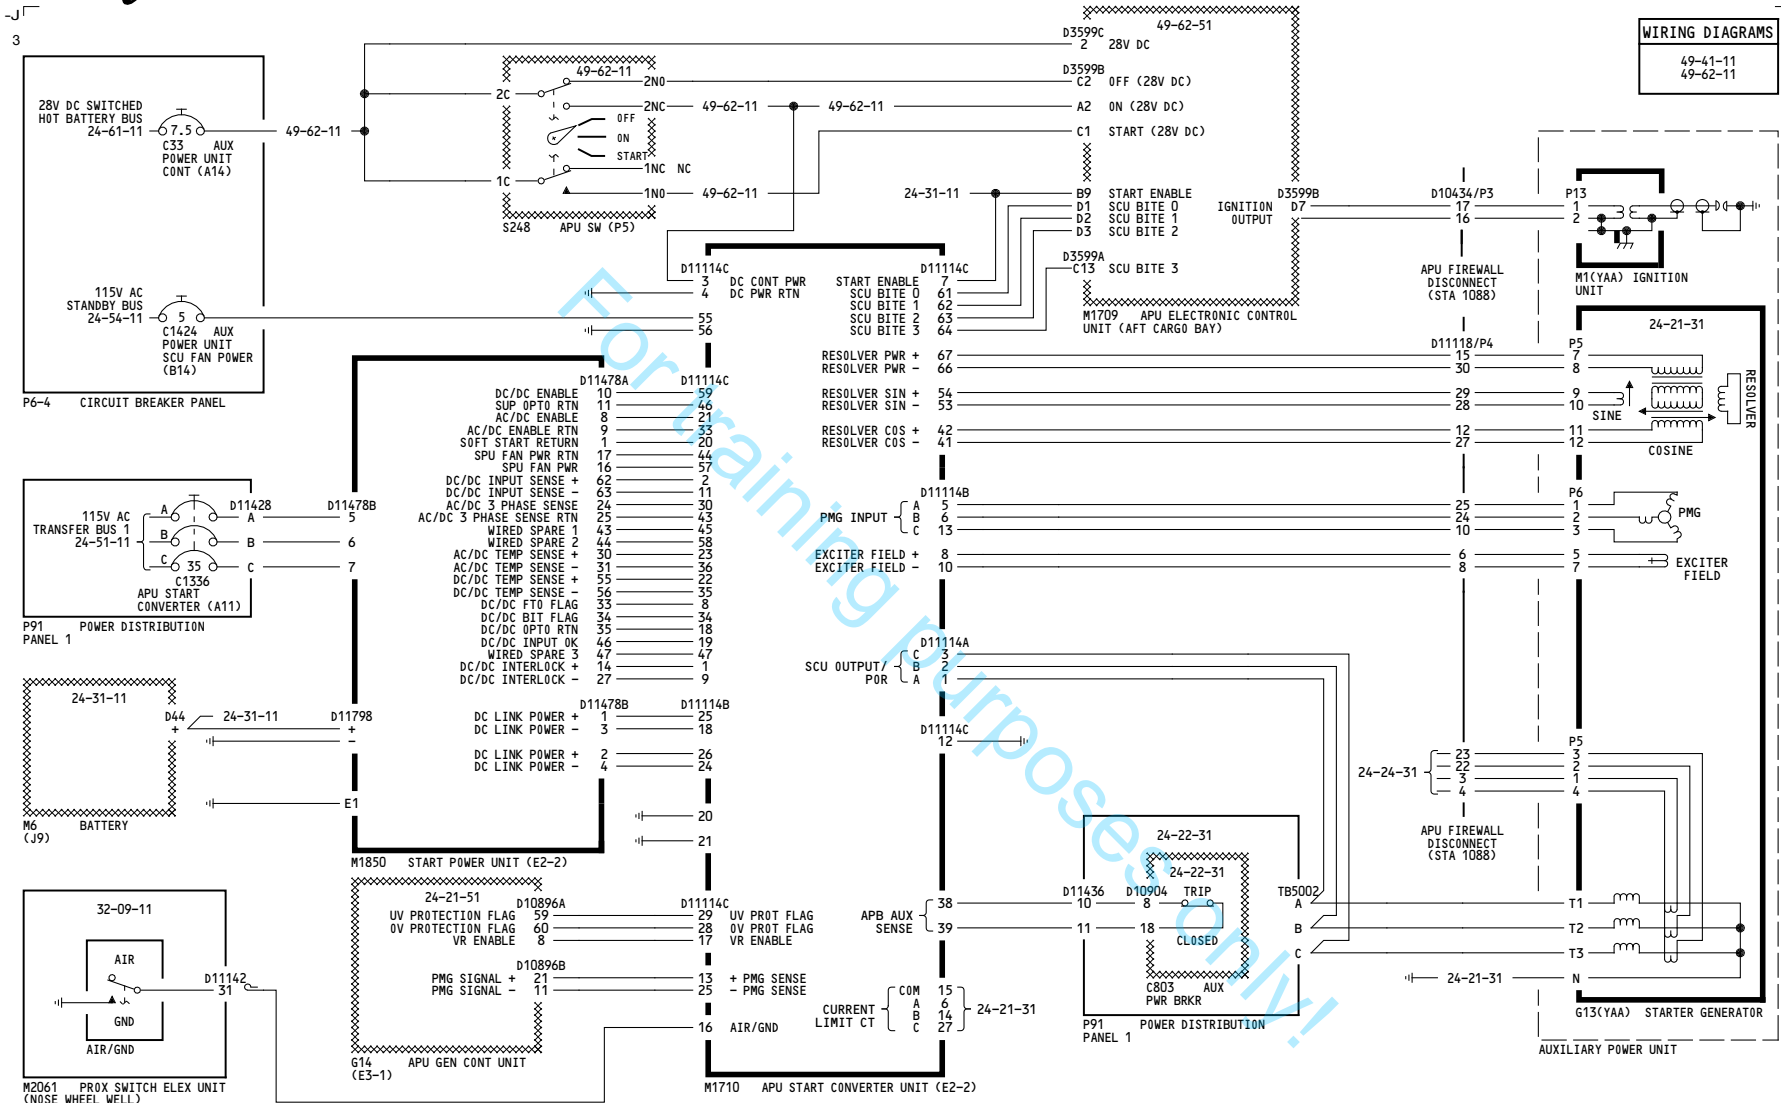 -J
3
WIRING DIAGRAMS
49-41-11
49-62-11
28V DC SWITCHED
HOT BATTERY BUS
24-61-11
7.5
C33 AUX
POWER UNIT
CONT (A14)
49-62-11
115V AC
STANDBY BUS
24-54-11
5
C1424 AUX
POWER UNIT
SCU FAN POWER
(B14)
P6-4 CIRCUIT BREAKER PANEL
49-62-11
2C
2NO
2NC 49-62-11 49-62-11
OFF
ON
START
1NC NC
1C
1NO 49-62-11
S248 APU SW (P5)
49-62-51
D3599C
2 28V DC
D3599B
C2 OFF (28V DC)
A2 ON (28V DC)
C1 START (28V DC)
24-31-11
B9 START ENABLE
D1 SCU BITE 0
D2 SCU BITE 1
D3 SCU BITE 2
D3599A
C13 SCU BITE 3
D3599B
IGNITION OUTPUT D7
M1709 APU ELECTRONIC CONTROL
UNIT (AFT CARGO BAY)
D10434/P3
17
16
APU FIREWALL
DISCONNECT
(STA 1088)
P13
1
2
M1(YAA) IGNITION
UNIT
115V AC
TRANSFER BUS 1
24-51-11
A
B
C
35
C1336
APU START
CONVERTER (A11)
D11428
A
B
C
D11478B
5
6
7
P91 POWER DISTRIBUTION
PANEL 1
24-31-11
D44
+
24-31-11
D11798
+
-
E1
M6 BATTERY
(J9)
D11478A D11114C
DC/DC ENABLE 10 59
SUP OPTO RTN 11 46
AC/DC ENABLE 8 21
AC/DC ENABLE RTN 9 33
SOFT START RETURN 1 20
SPU FAN PWR RTN 17 44
SPU FAN PWR 16 57
DC/DC INPUT SENSE + 62 2
DC/DC INPUT SENSE - 63 11
AC/DC 3 PHASE SENSE 24 30
AC/DC 3 PHASE SENSE RTN 25 43
WIRED SPARE 1 43 45
WIRED SPARE 2 44 58
AC/DC TEMP SENSE + 30 23
AC/DC TEMP SENSE - 31 36
DC/DC TEMP SENSE + 55 22
DC/DC TEMP SENSE - 56 35
DC/DC FTO FLAG 33 8
DC/DC BIT FLAG 34 34
DC/DC OPTO RTN 35 18
DC/DC INPUT OK 46 19
WIRED SPARE 3 47 47
DC/DC INTERLOCK + 14 1
DC/DC INTERLOCK - 27 9
D11478B D11114B
DC LINK POWER + 1 25
DC LINK POWER - 3 18
DC LINK POWER + 2 26
DC LINK POWER - 4 24
M1850 START POWER UNIT (E2-2)
20
21
D11114C
3 DC CONT PWR
4 DC PWR RTN
55
56
D11114C
START ENABLE 7
SCU BITE 0 61
SCU BITE 1 62
SCU BITE 2 63
SCU BITE 3 64
RESOLVER PWR + 67
RESOLVER PWR - 66
RESOLVER SIN + 54
RESOLVER SIN - 53
RESOLVER COS + 42
RESOLVER COS - 41
D11114B
PMG INPUT
A 5
B 6
C 13
EXCITER FIELD + 8
EXCITER FIELD - 10
D11114A
SCU OUTPUT/
POR
C 3
B 2
A 1
D11114C
12
APB AUX
SENSE
38
39
CURRENT
LIMIT CT
COM 15
A 6
B 14
C 27
24-21-31
M1710 APU START CONVERTER UNIT (E2-2)
D11118/P4
15
30
29
28
12
27
25
24
10
6
8
24-24-31
23
22
3
4
APU FIREWALL
DISCONNECT
(STA 1088)
24-21-31
P5
7
8
9
10
11
12
SINE
COSINE
RESOLVER
P6
1
2
3
PMG
5
7
EXCITER
FIELD
P5
3
2
1
4
T1
T2
T3
N
24-21-31
G13(YAA) STARTER GENERATOR
AUXILIARY POWER UNIT
24-22-31
24-22-31
D11436
10
11
D10904
8
18
TRIP
CLOSED
C803 AUX
PWR BRKR
TB5002
A
B
C
P91 POWER DISTRIBUTION
PANEL 1
24-21-51
D10896A
UV PROTECTION FLAG 59
OV PROTECTION FLAG 60
VR ENABLE 8
D10896B
PMG SIGNAL + 21
PMG SIGNAL - 11
G14 APU GEN CONT UNIT
(E3-1)
D11114C
29 UV PROT FLAG
28 OV PROT FLAG
17 VR ENABLE
13 + PMG SENSE
25 - PMG SENSE
16 AIR/GND
32-09-11
AIR
GND
AIR/GND
D11142
31
M2061 PROX SWITCH ELEX UNIT
(NOSE WHEEL WELL)
For training purposes only!